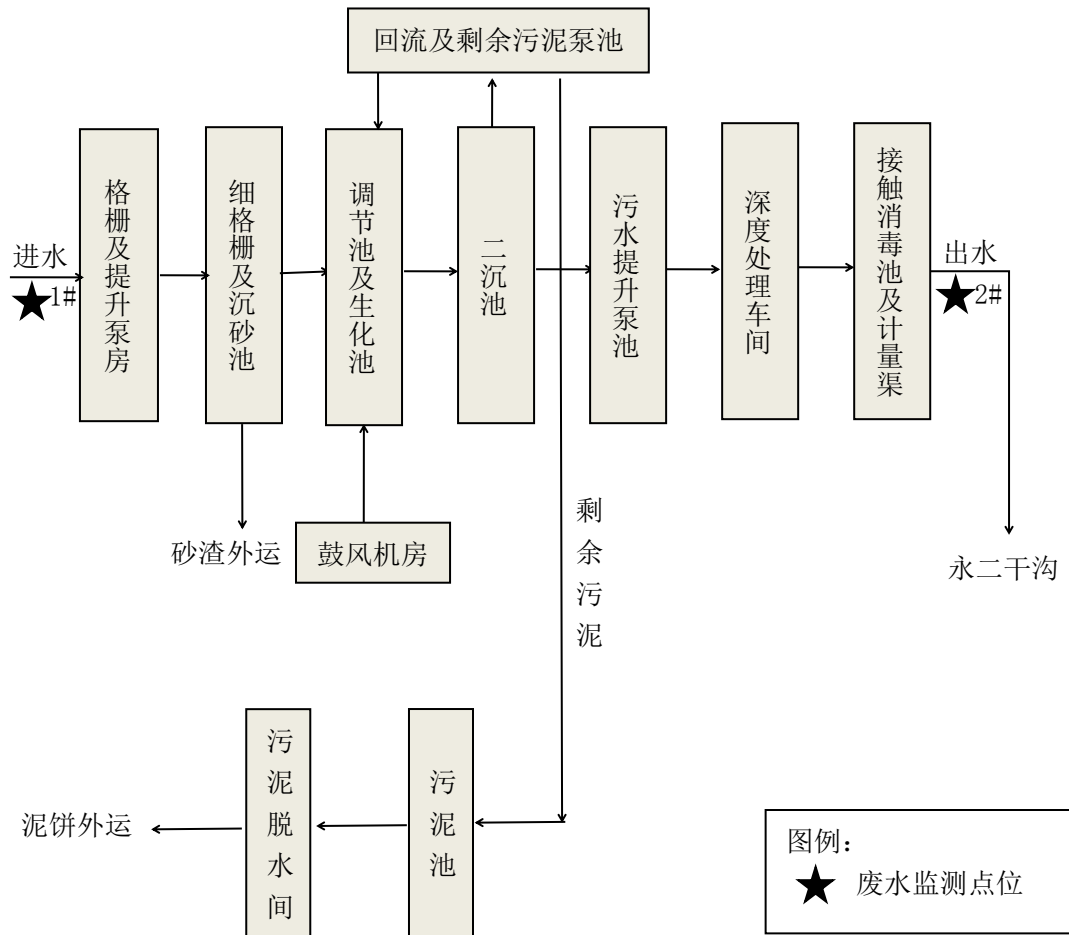 回流及剩余污泥泵池
进水
1#
格栅及提升泵房
细格栅及沉砂池
调节池及生化池
二沉池
污水提升泵池
深度处理车间
接触消毒池及计量渠
出水
2#
砂渣外运
鼓风机房
剩余污泥
永二干沟
泥饼外运
污泥脱水间
污泥池
图例：
废水监测点位